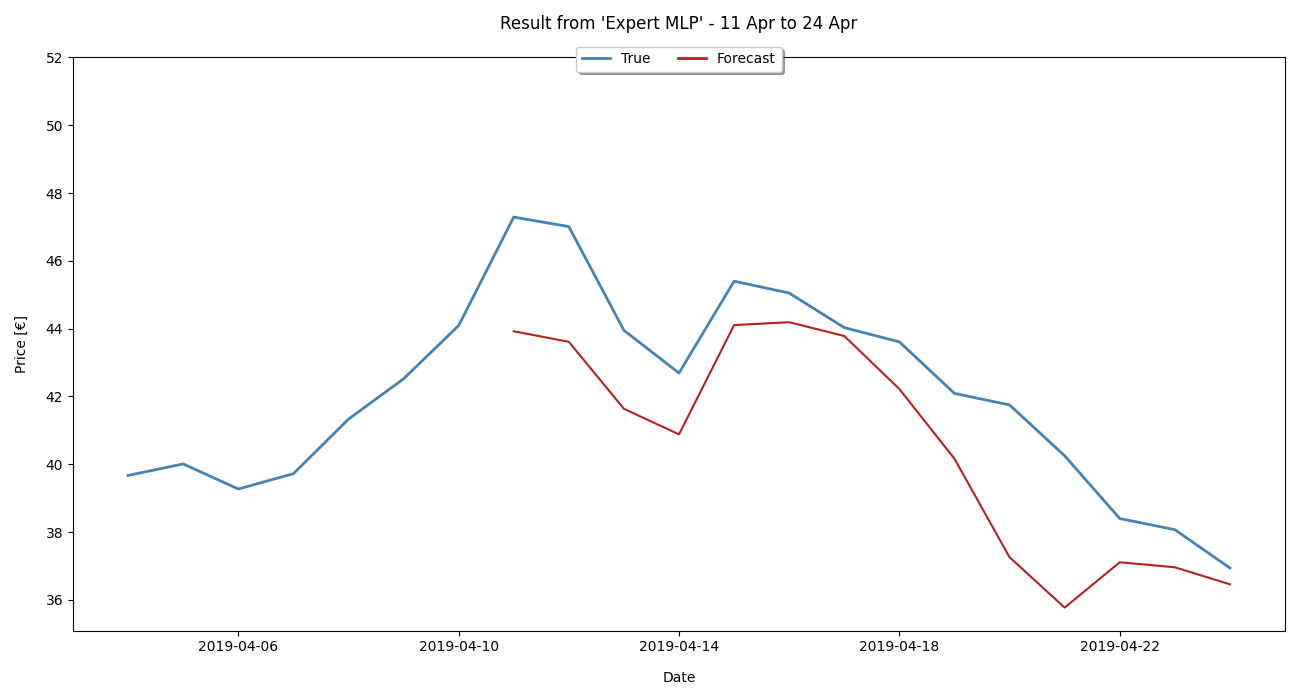 Result from 'Expert MLP' - 11 Apr to 24 Apr
True Forecast
52
50
48
46
44
42
40
38
36
Price [€]
2019-04-06 2019-04-10 2019-04-14 2019-04-18 2019-04-22
Date